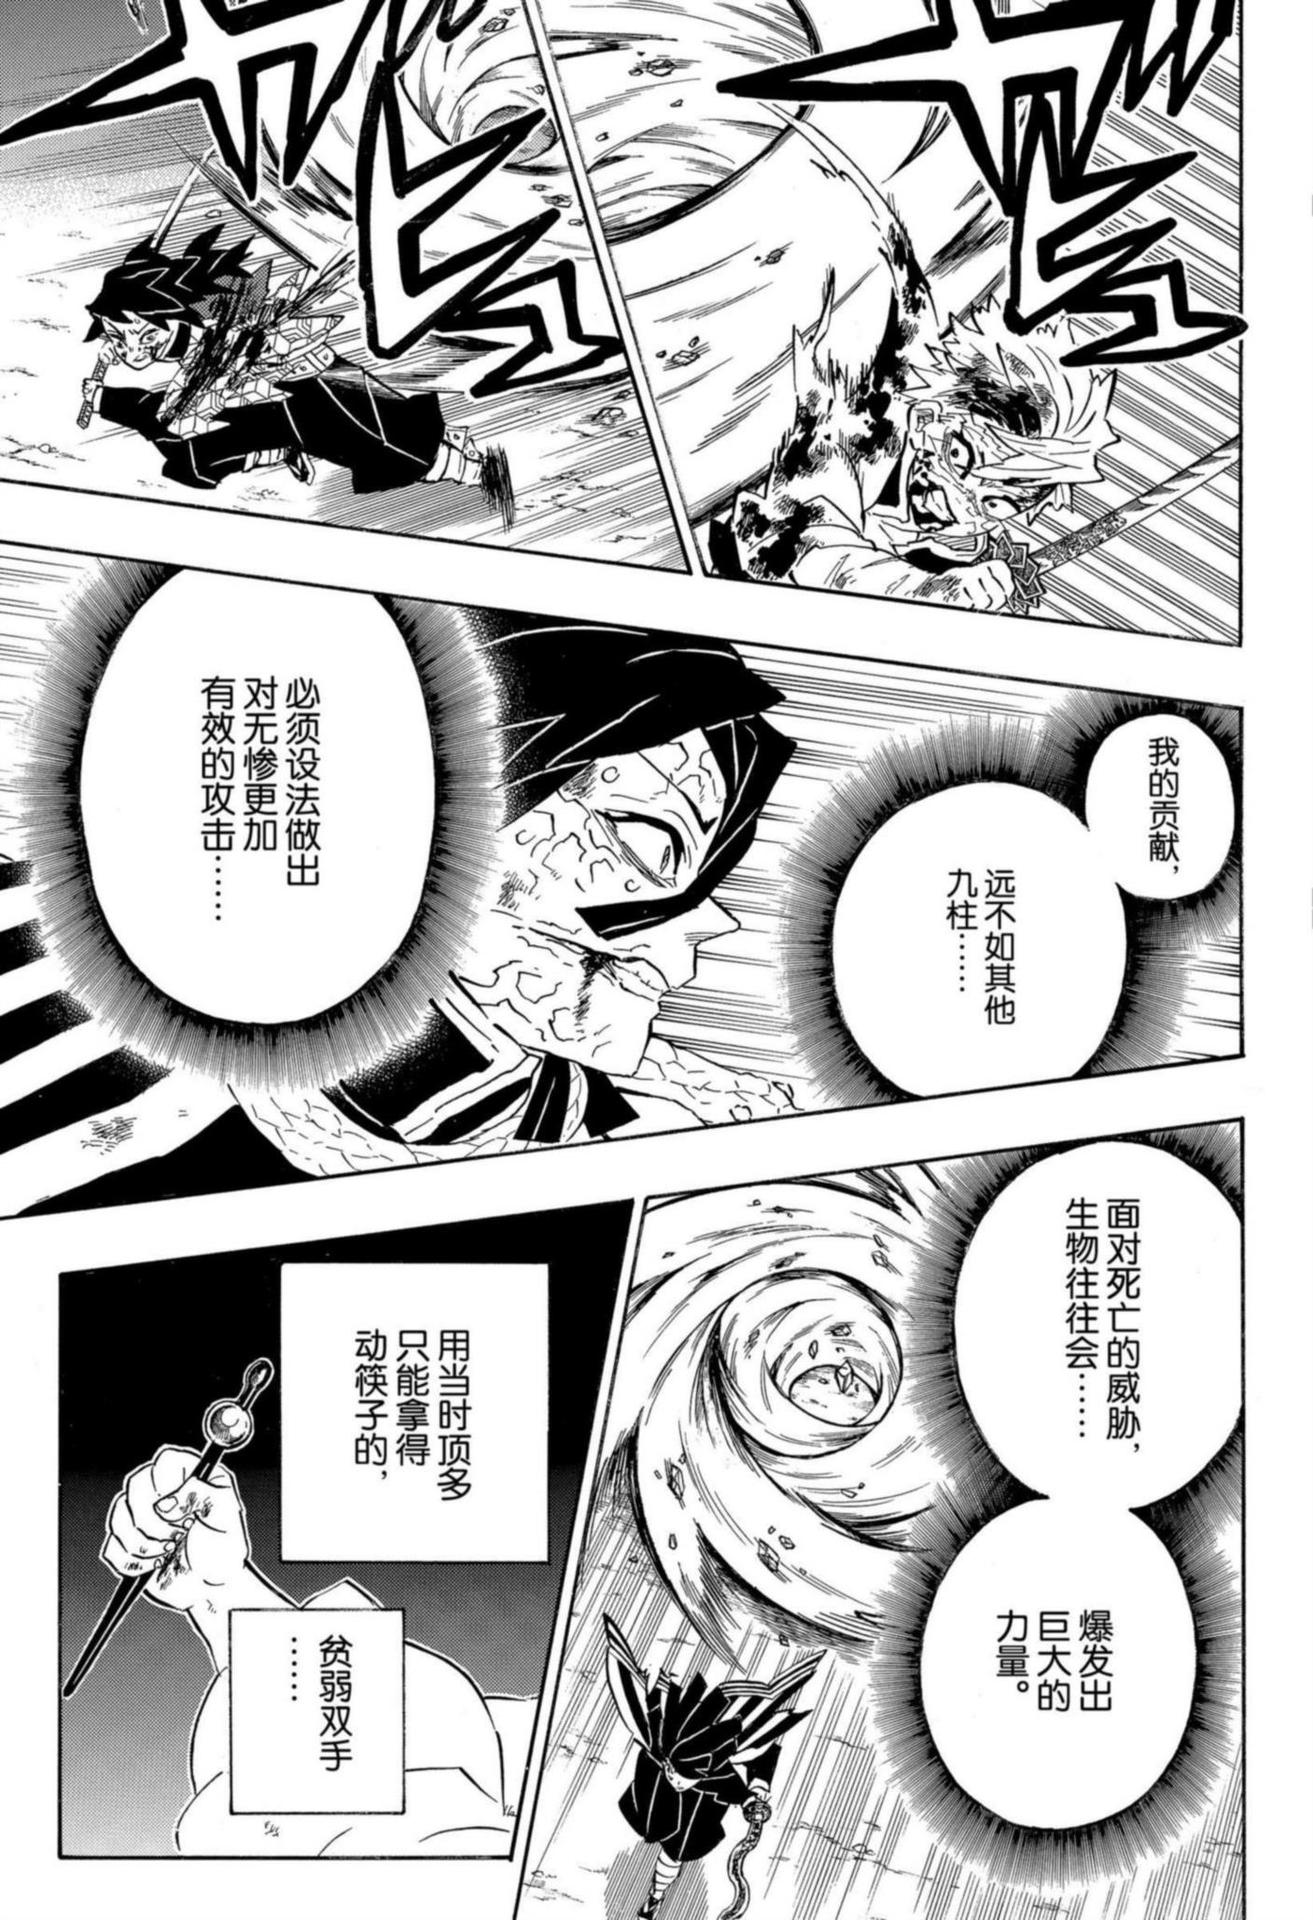 我的贡献，
远不如其他
九柱……
必须设法做出
对无惨更加
有效的攻击……
面对死亡的威胁，
生物往往会……
爆发出
巨大的
力量。
用当时顶多
只能拿得
动筷子的，
贫弱双手
……